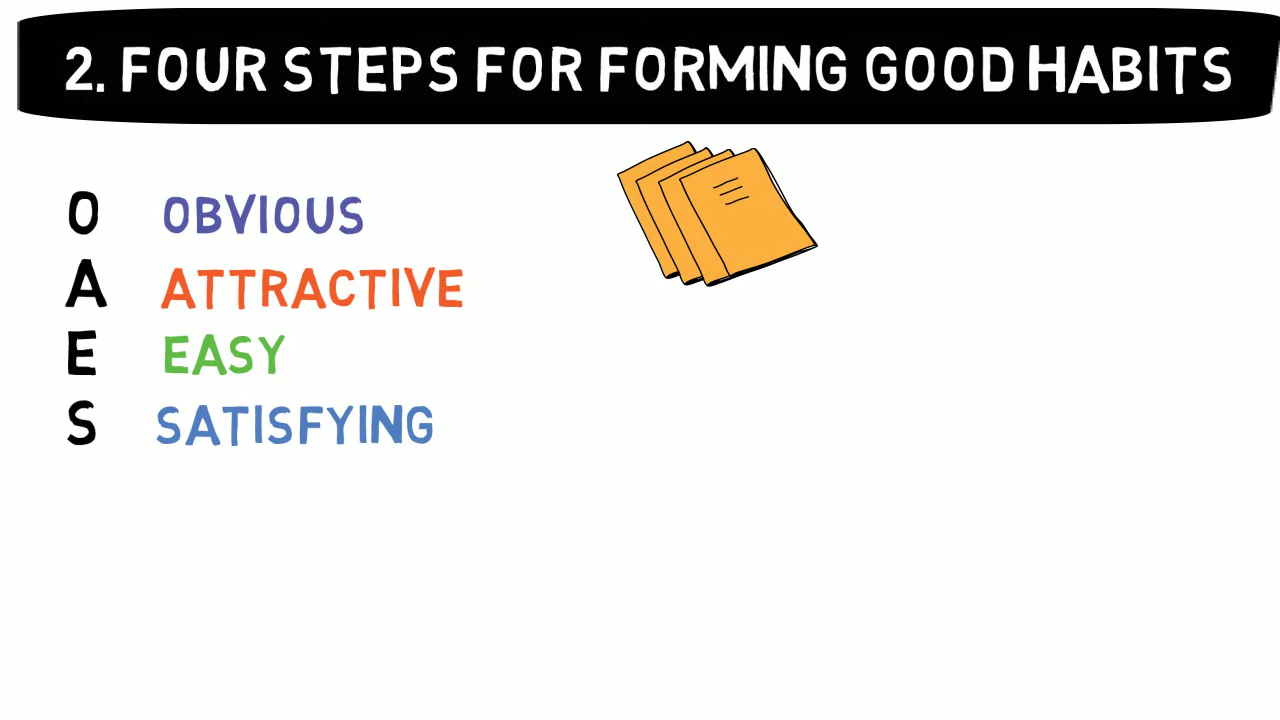 2. FOUR STEPS FOR FORMING GOOD HABITS
O OBVIOUS
A ATTRACTIVE
E EASY
S SATISFYING